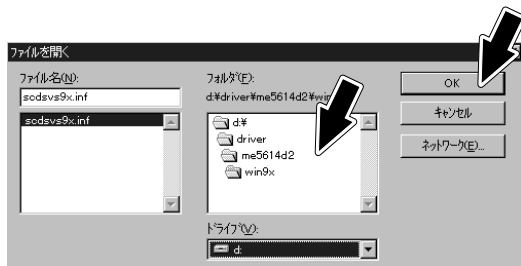 ファイルを開く
ファイル名(N):
scdsvs9x.inf
scdsvs9x.inf
フォルダ(F):
d:¥driver¥me5614d2¥win
d:¥
driver
me5614d2
win9x
ドライブ(V):
d:
OK
キャンセル
ネットワーク(E)...